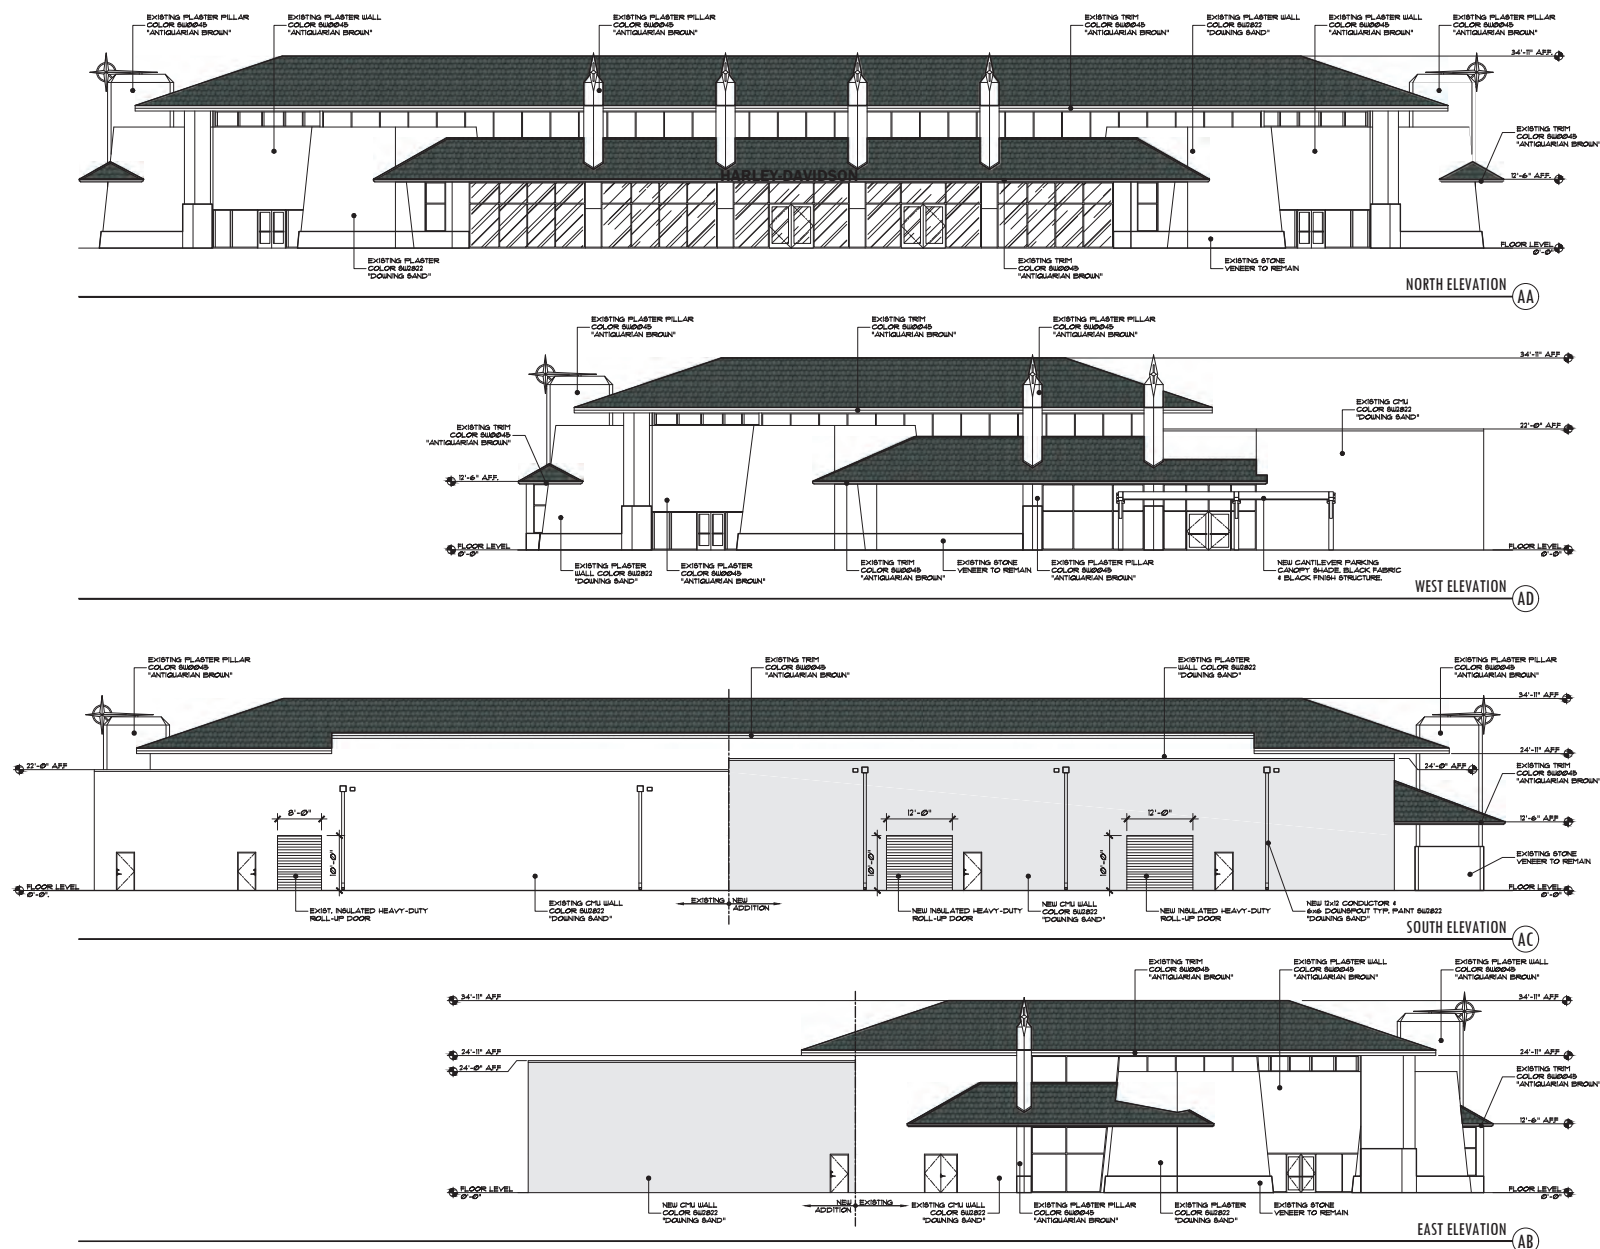 EXISTING PLASTER PILLAR
COLOR SW0045
"ANTIQUARIAN BROWN"
EXISTING PLASTER WALL
COLOR SW0045
"ANTIQUARIAN BROWN"
EXISTING PLASTER PILLAR
COLOR SW0045
"ANTIQUARIAN BROWN"
EXISTING TRIM
COLOR SW0045
"ANTIQUARIAN BROWN"
EXISTING PLASTER WALL
COLOR SW2822
"DOWNING SAND"
EXISTING PLASTER WALL
COLOR SW0045
"ANTIQUARIAN BROWN"
EXISTING PLASTER PILLAR
COLOR SW0045
"ANTIQUARIAN BROWN"
34'-11" A.F.F.
EXISTING TRIM
COLOR SW0045
"ANTIQUARIAN BROWN"
HARLEY-DAVIDSON
12'-6" A.F.F.
FLOOR LEVEL
0'-0"
EXISTING PLASTER
COLOR SW2822
"DOWNING SAND"
EXISTING TRIM
COLOR SW0045
"ANTIQUARIAN BROWN"
EXISTING STONE
VENEER TO REMAIN
NORTH ELEVATION
AA
EXISTING PLASTER PILLAR
COLOR SW0045
"ANTIQUARIAN BROWN"
EXISTING TRIM
COLOR SW0045
"ANTIQUARIAN BROWN"
EXISTING PLASTER PILLAR
COLOR SW0045
"ANTIQUARIAN BROWN"
34'-11" A.F.F
EXISTING CMU
COLOR SW2822
"DOWNING SAND"
EXISTING TRIM
COLOR SW0045
"ANTIQUARIAN BROWN"
22'-0" A.F.F
12'-6" A.F.F.
FLOOR LEVEL
0'-0"
FLOOR LEVEL
0'-0"
EXISTING PLASTER
WALL COLOR SW2822
"DOWNING SAND"
EXISTING PLASTER
COLOR SW0045
"ANTIQUARIAN BROWN"
EXISTING TRIM
COLOR SW0045
"ANTIQUARIAN BROWN"
EXISTING STONE
VENEER TO REMAIN
EXISTING PLASTER PILLAR
COLOR SW0045
"ANTIQUARIAN BROWN"
NEW CANTILEVER PARKING
CANOPY SHADE, BLACK FABRIC
& BLACK FINISH STRUCTURE.
WEST ELEVATION
AD
EXISTING PLASTER PILLAR
COLOR SW0045
"ANTIQUARIAN BROWN"
EXISTING TRIM
COLOR SW0045
"ANTIQUARIAN BROWN"
EXISTING PLASTER
WALL COLOR SW2822
"DOWNING SAND"
EXISTING PLASTER PILLAR
COLOR SW0045
"ANTIQUARIAN BROWN"
34'-11" A.F.F
24'-11" A.F.F
22'-0" A.F.F
24'-0" A.F.F
EXISTING TRIM
COLOR SW0045
"ANTIQUARIAN BROWN"
8'-0"
12'-0"
12'-0"
12'-6" A.F.F
10'-0"
10'-0"
10'-0"
EXISTING STONE
VENEER TO REMAIN
FLOOR LEVEL
0'-0".
FLOOR LEVEL
0'-0"
EXIST. INSULATED HEAVY-DUTY
ROLL-UP DOOR
EXISTING CMU WALL
COLOR SW2822
"DOWNING SAND"
EXISTING NEW
ADDITION
NEW INSULATED HEAVY-DUTY
ROLL-UP DOOR
NEW CMU WALL
COLOR SW2822
"DOWNING SAND"
NEW INSULATED HEAVY-DUTY
ROLL-UP DOOR
NEW 12x12 CONDUCTOR &
6x6 DOWNSPOUT TYP, PAINT SW2822
"DOWNING SAND"
SOUTH ELEVATION
AC
EXISTING TRIM
COLOR SW0045
"ANTIQUARIAN BROWN"
EXISTING PLASTER WALL
COLOR SW0045
"ANTIQUARIAN BROWN"
EXISTING PLASTER WALL
COLOR SW0045
"ANTIQUARIAN BROWN"
34'-11" A.F.F
34'-11" A.F.F
24'-11" A.F.F
24'-0" A.F.F
24'-11" A.F.F
EXISTING TRIM
COLOR SW0045
"ANTIQUARIAN BROWN"
12'-6" A.F.F
FLOOR LEVEL
0'-0"
FLOOR LEVEL
0'-0"
NEW CMU WALL
COLOR SW2822
"DOWNING SAND"
NEW EXISTING
ADDITION
EXISTING CMU WALL
COLOR SW2822
"DOWNING SAND"
EXISTING PLASTER PILLAR
COLOR SW0045
"ANTIQUARIAN BROWN"
EXISTING PLASTER
COLOR SW2822
"DOWNING SAND"
EXISTING STONE
VENEER TO REMAIN
EAST ELEVATION
AB